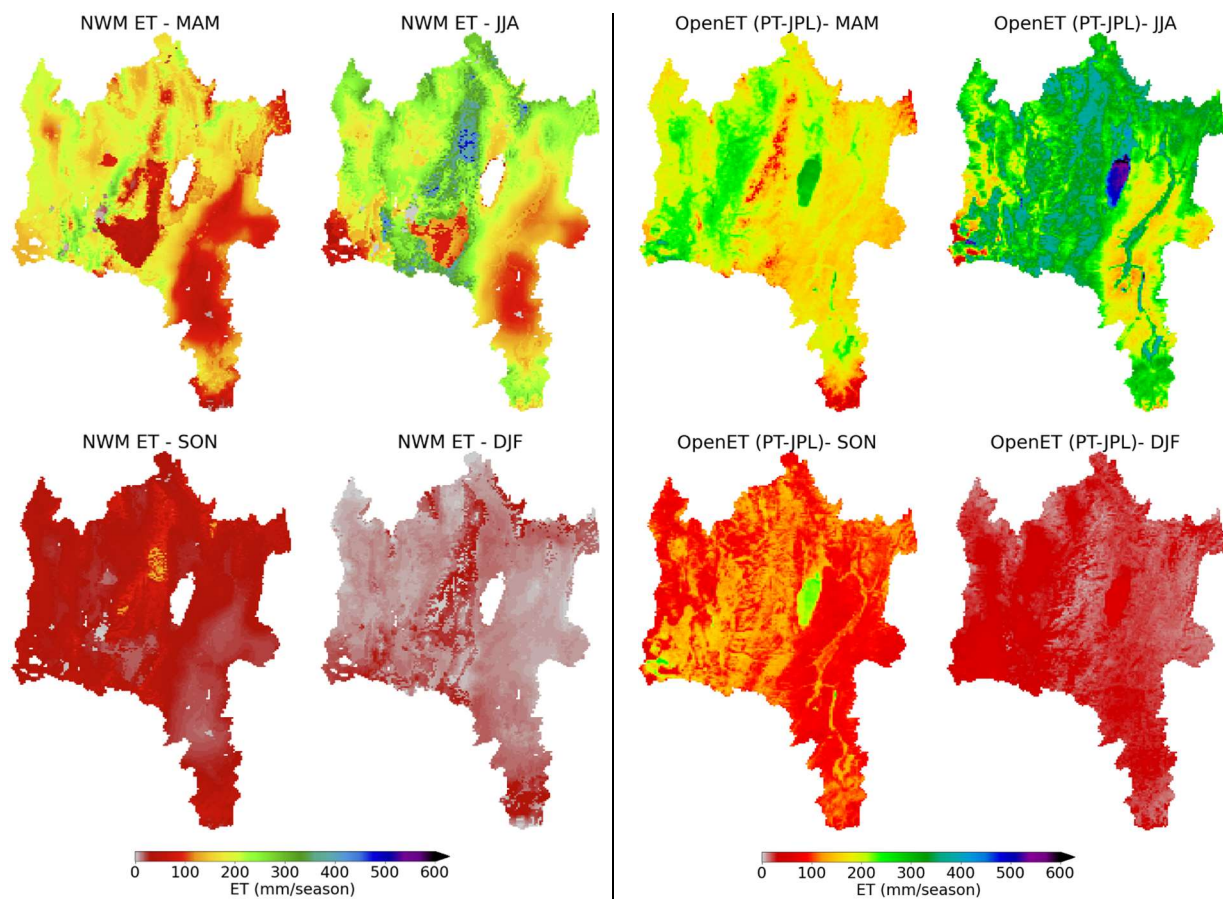 NWM ET - MAM
NWM ET - JJA
OpenET (PT-JPL)- MAM
OpenET (PT-JPL)- JJA
NWM ET - SON
NWM ET - DJF
OpenET (PT-JPL)- SON
OpenET (PT-JPL)- DJF
0 100 200 300 400 500 600
ET (mm/season)
0 100 200 300 400 500 600
ET (mm/season)